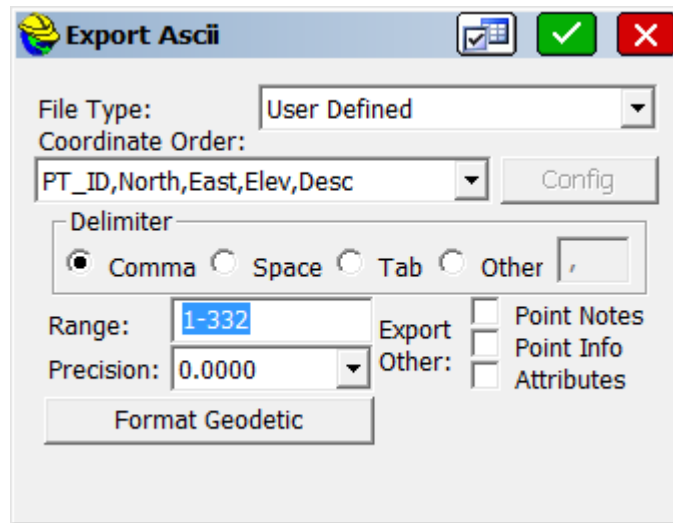 Export Ascii
File Type: User Defined
Coordinate Order:
PT_ID,North,East,Elev,Desc Config
Delimiter
Comma Space Tab Other ,
Range: 1-332 Export Other: Point Notes
Point Info
Precision: 0.0000 Attributes
Format Geodetic